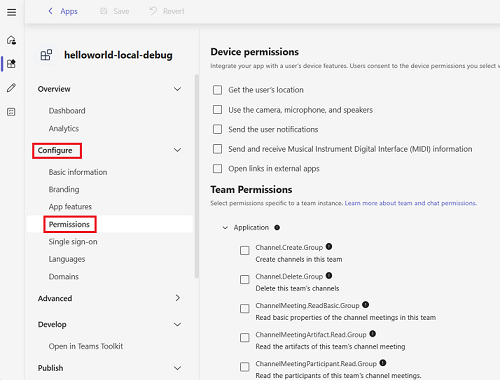 Apps
Save
Revert
helloworld-local-debug
Overview
Dashboard
Analytics
Configure
Basic information
Branding
App features
Permissions
Single sign-on
Languages
Domains
Advanced
Develop
Open in Teams Toolkit
Publish
Device permissions
Integrate your app with a user's device features. Users consent to the device permissions you select w
Get the user's location
Use the camera, microphone, and speakers
Send the user notifications
Send and receive Musical Instrument Digital Interface (MIDI) information
Open links in external apps
Team Permissions
Select permissions specific to a team instance. Learn more about team and chat permissions.
Application
Channel.Create.Group
Create channels in this team
Channel.Delete.Group
Delete this team's channels
ChannelMeeting.ReadBasic.Group
Read basic properties of the channel meetings in this team
ChannelMeetingArtifact.Read.Group
Read the artifacts of this team's channel meeting
ChannelMeetingParticipant.Read.Group
Read the participants of this team's channel meetings.